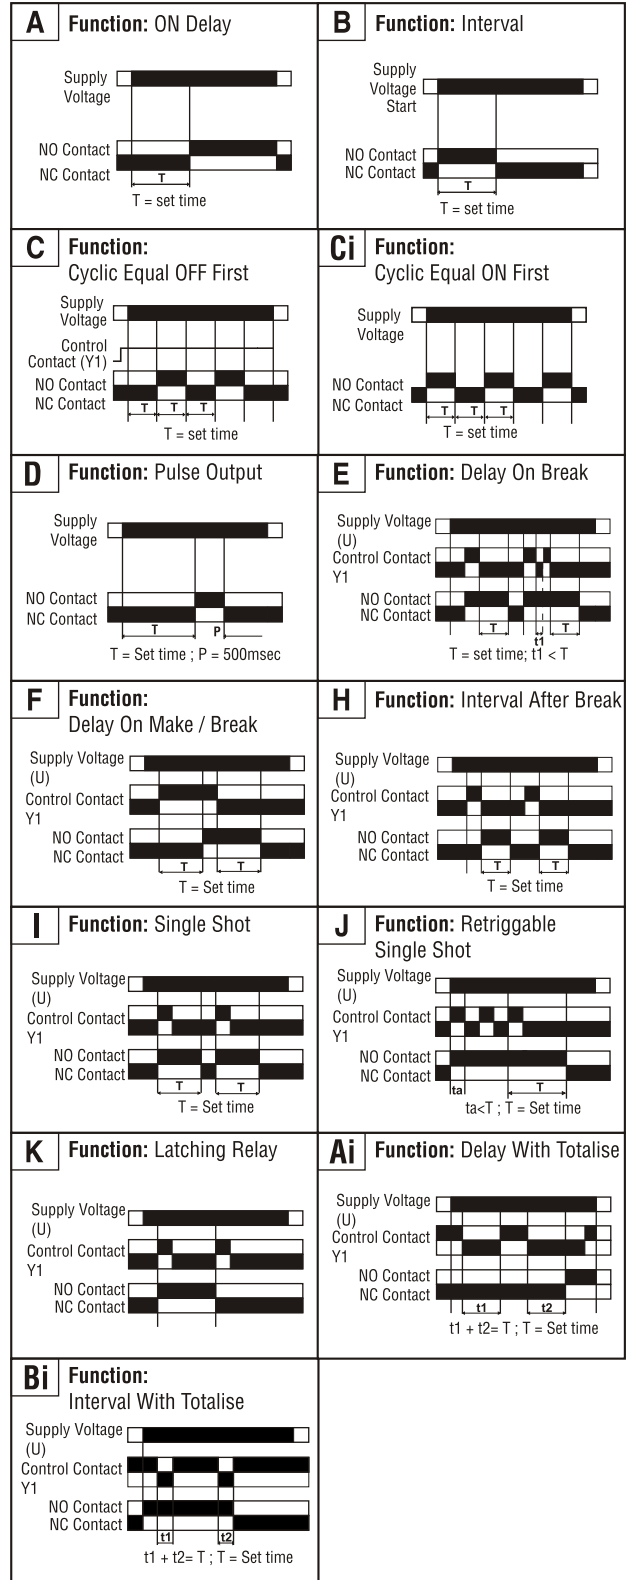 A
Function: ON Delay
Supply
Voltage
NO Contact
NC Contact
T
T = set time
B
Function: Interval
Supply
Voltage
Start
NO Contact
NC Contact
T
T = set time
C
Function:
Cyclic Equal OFF First
Supply
Voltage
Control
Contact (Y1)
NO Contact
NC Contact
T T T
T = set time
Ci
Function:
Cyclic Equal ON First
Supply
Voltage
NO Contact
NC Contact
T T T
T = set time
D
Function: Pulse Output
Supply
Voltage
NO Contact
NC Contact
T P
T = Set time ; P = 500msec
E
Function: Delay On Break
Supply Voltage
(U)
Control Contact
Y1
NO Contact
NC Contact
T t1 T
T = set time; t1 < T
F
Function:
Delay On Make / Break
Supply Voltage
(U)
Control Contact
Y1
NO Contact
NC Contact
T T
T = Set time
H
Function: Interval After Break
Supply Voltage
(U)
Control Contact
Y1
NO Contact
NC Contact
T T
T = Set time
I
Function: Single Shot
Supply Voltage
(U)
Control Contact
Y1
NO Contact
NC Contact
T T
T = Set time
J
Function: Retriggable
Single Shot
Supply Voltage
(U)
Control Contact
Y1
NO Contact
NC Contact
ta T
ta<T ; T = Set time
K
Function: Latching Relay
Supply Voltage
(U)
Control Contact
Y1
NO Contact
NC Contact
Ai
Function: Delay With Totalise
Supply Voltage
(U)
Control Contact
Y1
NO Contact
NC Contact
t1 t2
t1 + t2= T ; T = Set time
Bi
Function:
Interval With Totalise
Supply Voltage
(U)
Control Contact
Y1
NO Contact
NC Contact
t1 t2
t1 + t2= T ; T = Set time